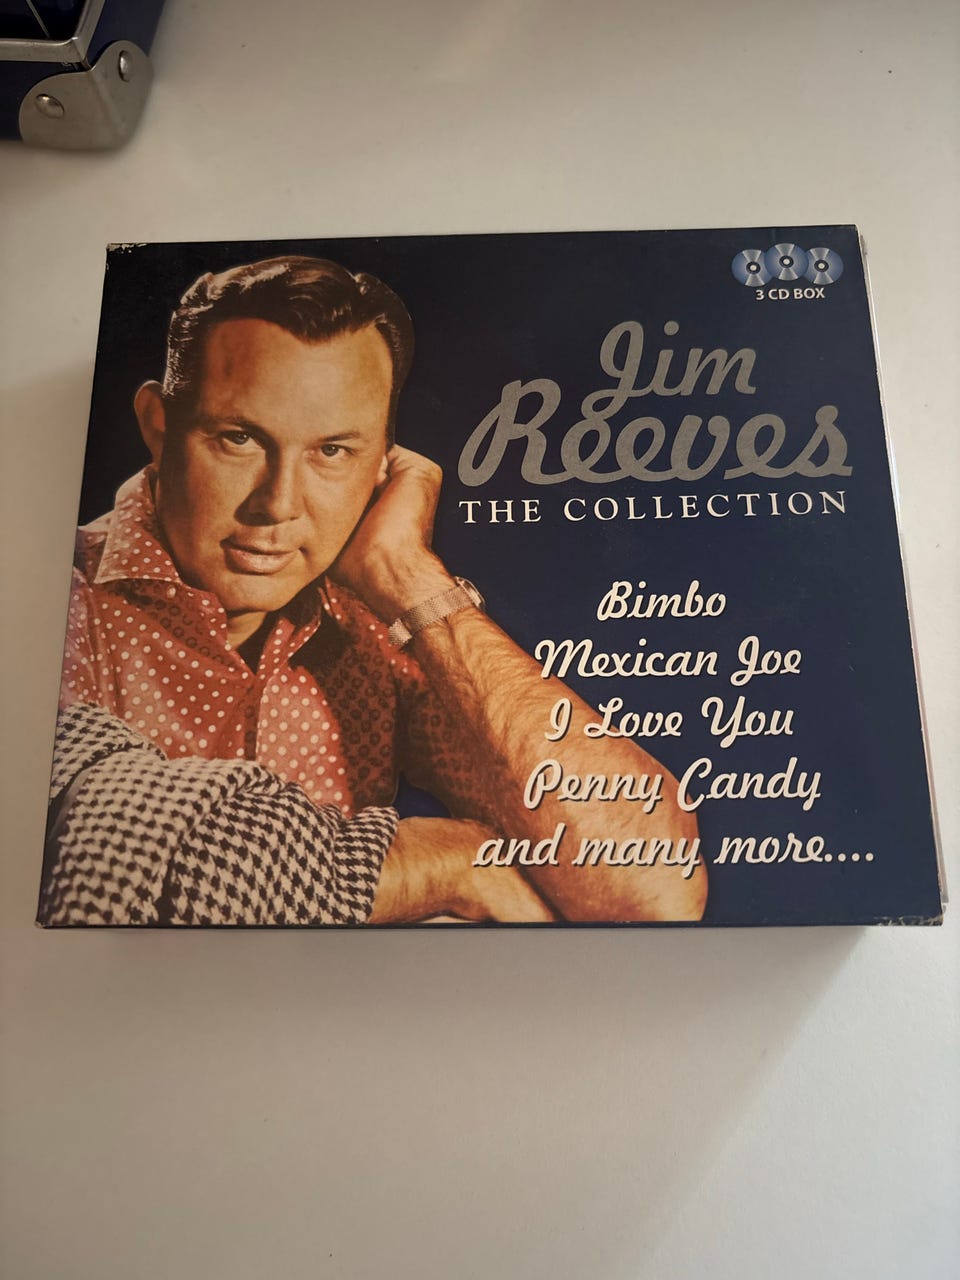 3 CD BOX
Jim
Reeves
THE COLLECTION
Bimbo
Mexican Joe
I Love You
Penny Candy
and many more....